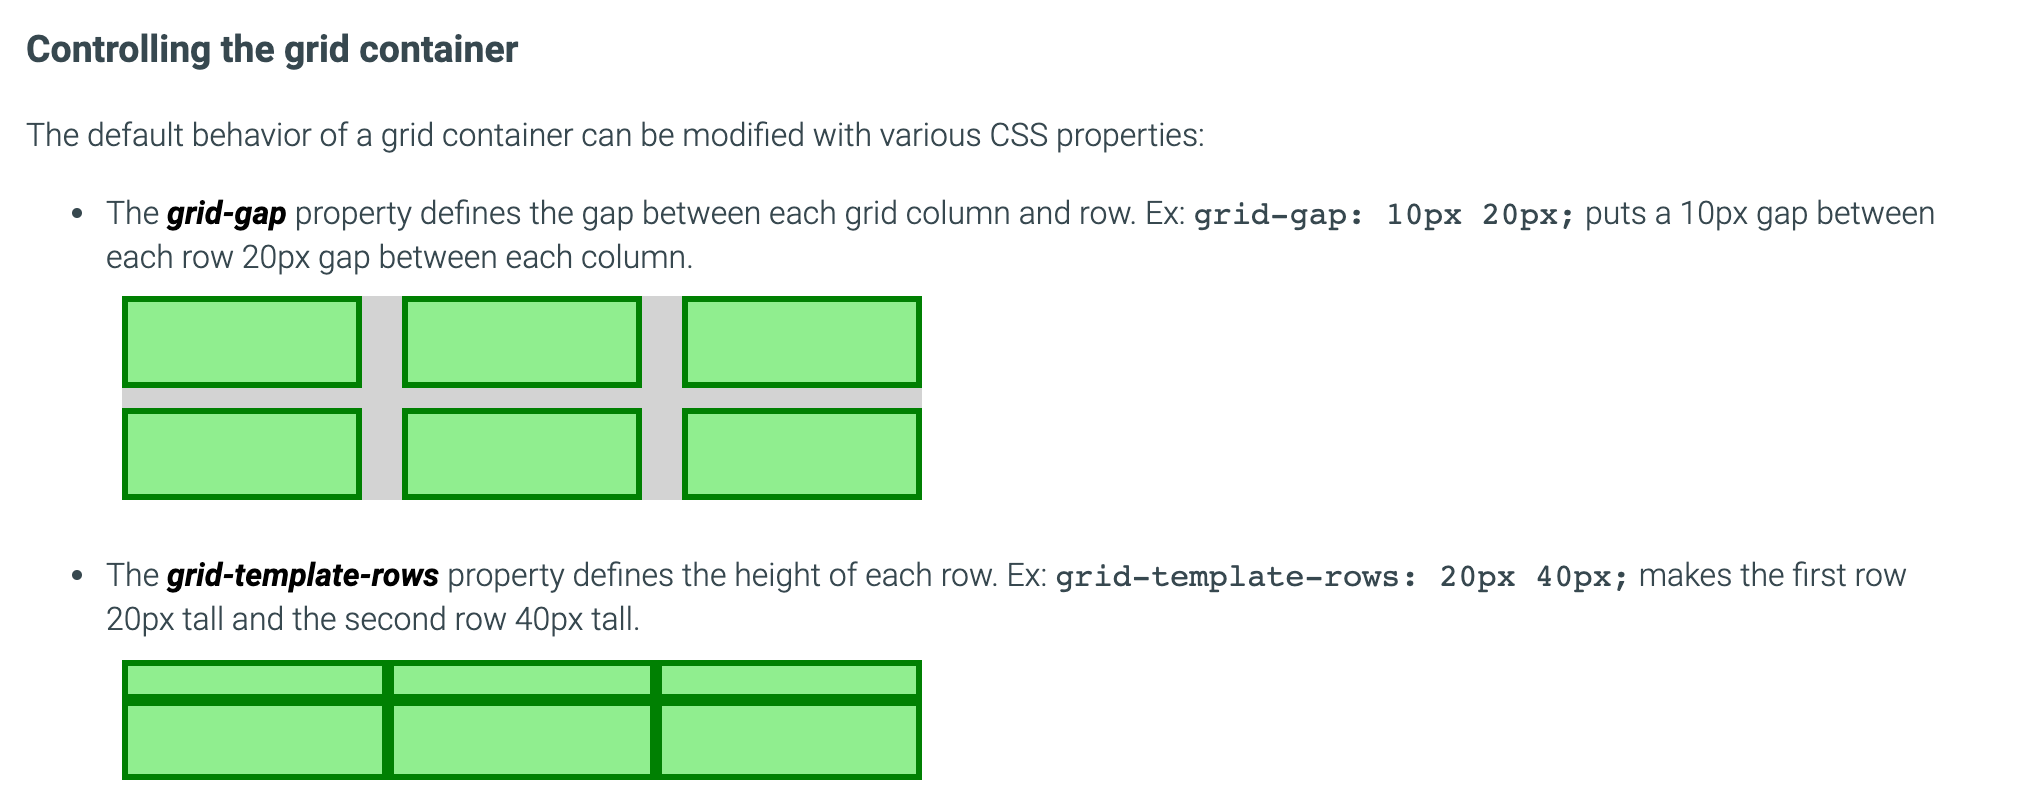 Controlling the grid container
The default behavior of a grid container can be modified with various CSS properties:
• The grid-gap property defines the gap between each grid column and row. Ex: grid-gap: 10px 20px; puts a 10px gap between
each row 20px gap between each column.
• The grid-template-rows property defines the height of each row. Ex: grid-template-rows: 20px 40px; makes the first row
20px tall and the second row 40px tall.